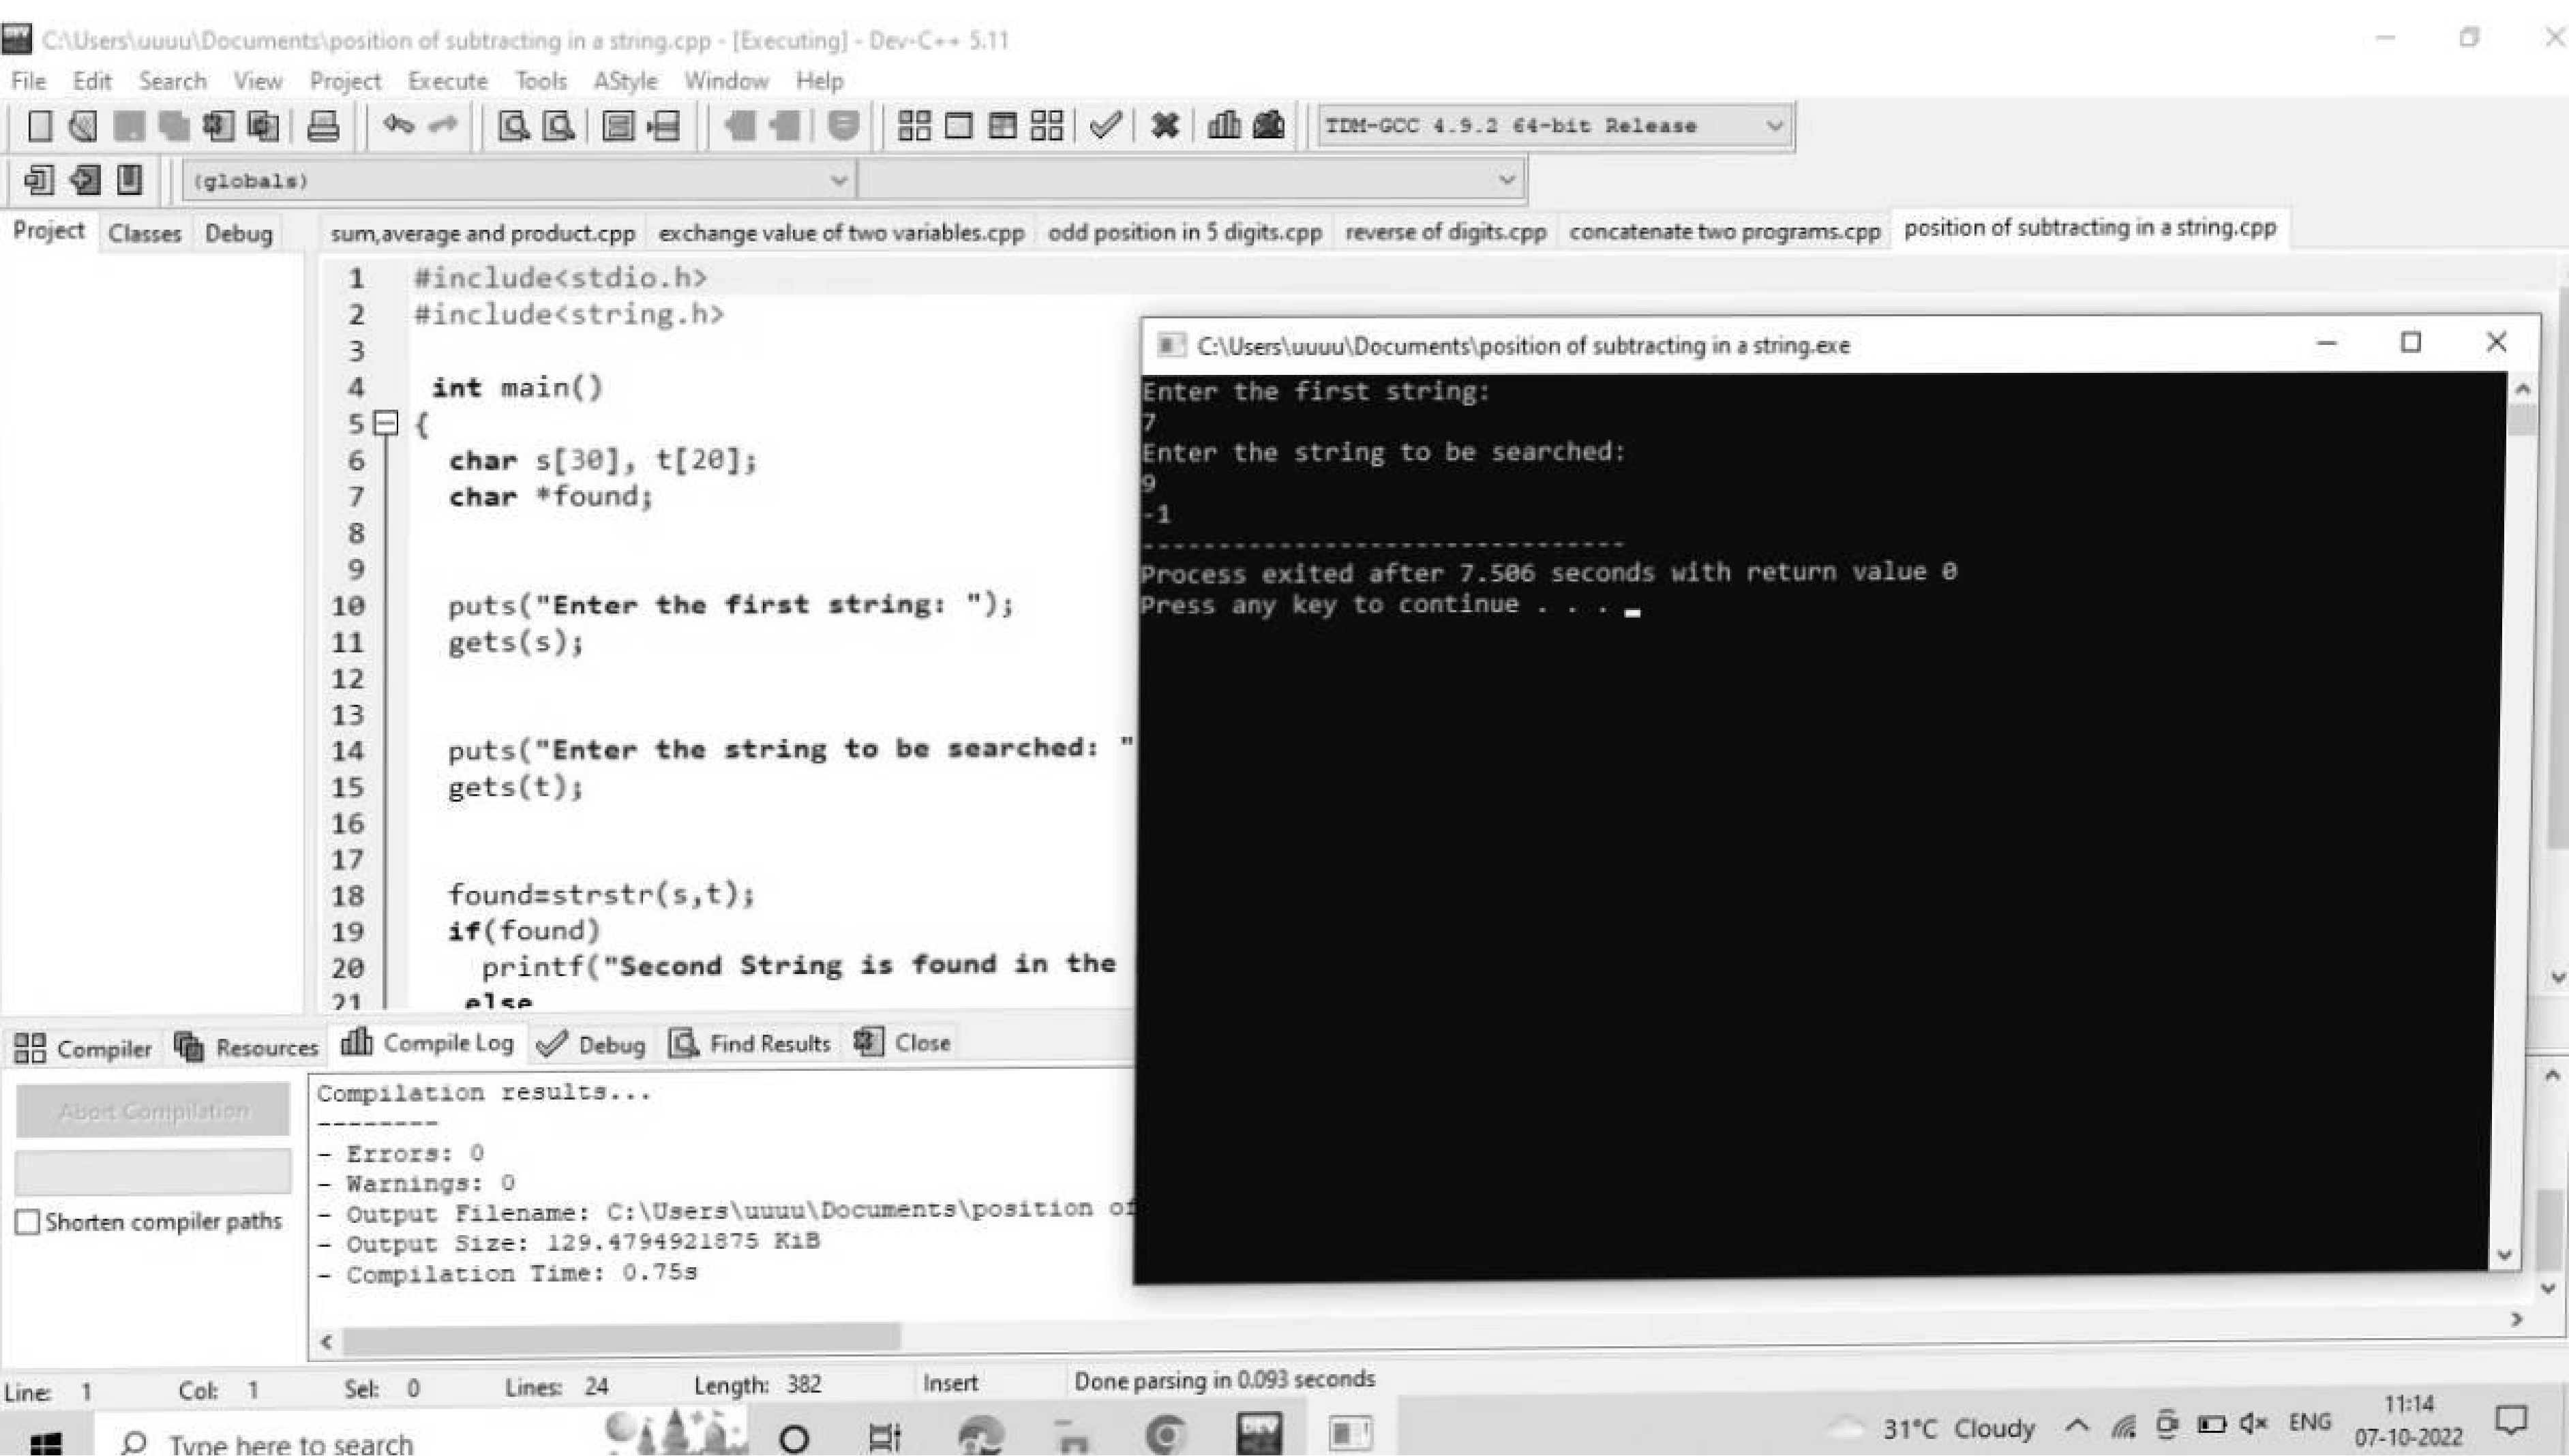 C:\Users\uuuu\Documents\position of subtracting in a string.cpp - [Executing] - Dev-C++ 5.11
File Edit Search View Project Execute Tools AStyle Window Help
TDM-GCC 4.9.2 64-bit Release
(globals)
Project Classes Debug
sum,average and product.cpp exchange value of two variables.cpp odd position in 5 digits.cpp reverse of digits.cpp concatenate two programs.cpp position of subtracting in a string.cpp
1 #include<stdio.h>
2 #include<string.h>
3
4 int main()
5 {
6 char s[30], t[20];
7 char *found;
8
9
10 puts("Enter the first string: ");
11 gets(s);
12
13
14 puts("Enter the string to be searched: "
15 gets(t);
16
17
18 found=strstr(s,t);
19 if(found)
20 printf("Second String is found in the
21 else
C:\Users\uuuu\Documents\position of subtracting in a string.exe
Enter the first string:
7
Enter the string to be searched:
9
-1
--------------------------------
Process exited after 7.506 seconds with return value 0
Press any key to continue . . .
Compiler Resources Compile Log Debug Find Results Close
Abort Compilation
Shorten compiler paths
Compilation results...
--------
- Errors: 0
- Warnings: 0
- Output Filename: C:\Users\uuuu\Documents\position of
- Output Size: 129.4794921875 KiB
- Compilation Time: 0.75s
Line: 1 Col: 1 Sel: 0 Lines: 24 Length: 382 Insert Done parsing in 0.093 seconds
Type here to search
31°C Cloudy ENG
11:14
07-10-2022